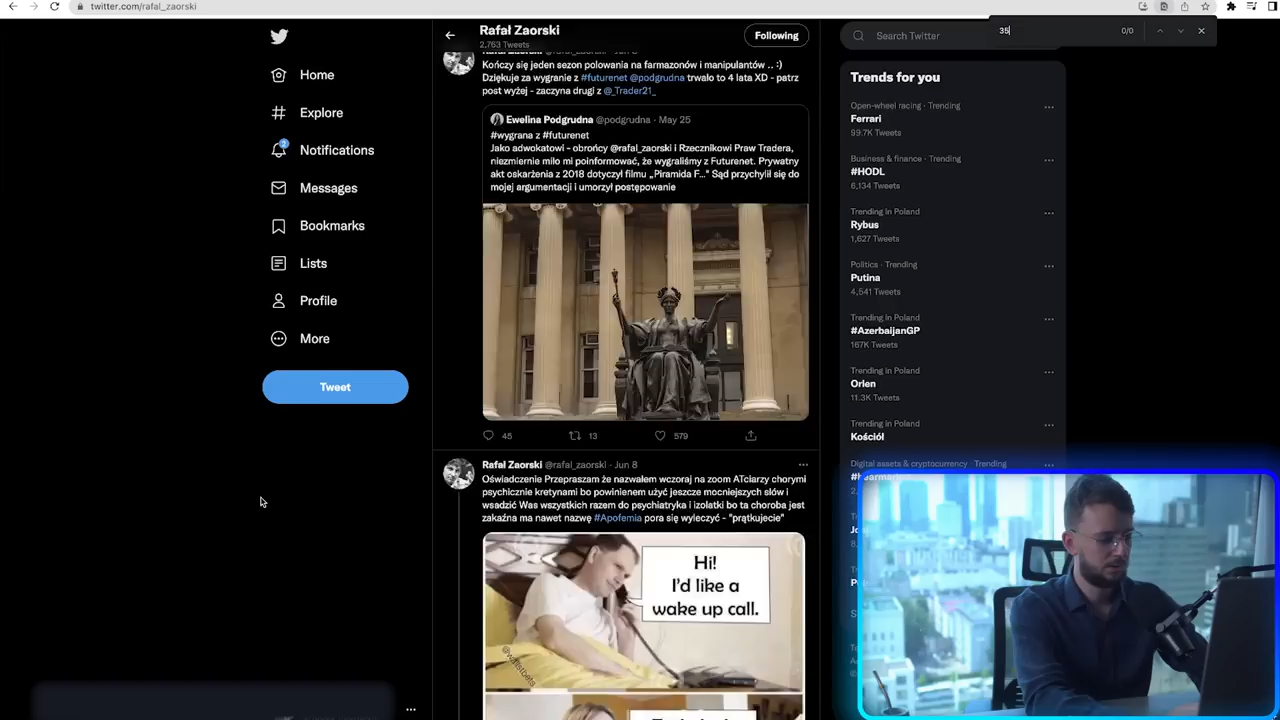 twitter.com/rafal_zaorski
Rafał Zaorski
2,763 Tweets
Following
Search Twitter
35
0/0
Home
Explore
2
Notifications
Messages
Bookmarks
Lists
Profile
More
Tweet
Kończy się jeden sezon polowania na farmazonów i manipulantów .. :)
Dziękuje za wygranie z #futurenet @podgrudna trwało to 4 lata XD - patrz
post wyżej - zaczyna drugi z @_Trader21_
Ewelina Podgrudna @podgrudna · May 25
#wygrana z #futurenet
Jako adwokatowi - obrońcy @rafal_zaorski i Rzecznikowi Praw Tradera,
niezmiernie miło mi poinformować, że wygraliśmy z Futurenet. Prywatny
akt oskarżenia z 2018 dotyczył filmu „Piramida F..." Sąd przychylił się do
mojej argumentacji i umorzył postępowanie
45
13
579
Rafał Zaorski @rafal_zaorski · Jun 8
Oświadczenie Przepraszam że nazwałem wczoraj na zoom ATciarzy chorymi
psychicznie kretynami bo powinienem użyć jeszcze mocniejszych słów i
wsadzić Was wszystkich razem do psychiatryka i izolatki bo ta choroba jest
zakaźna ma nawet nazwę #Apofemia pora się wyleczyć - "prątkujecie"
Hi!
I'd like a
wake up call.
@wallstbets
Trends for you
Open-wheel racing · Trending
Ferrari
99.7K Tweets
Business & finance · Trending
#HODL
6,134 Tweets
Trending in Poland
Rybus
1,627 Tweets
Politics · Trending
Putina
4,541 Tweets
Trending in Poland
#AzerbaijanGP
167K Tweets
Trending in Poland
Orlen
11.3K Tweets
Trending in Poland
Kościół
Digital assets & cryptocurrency · Trending